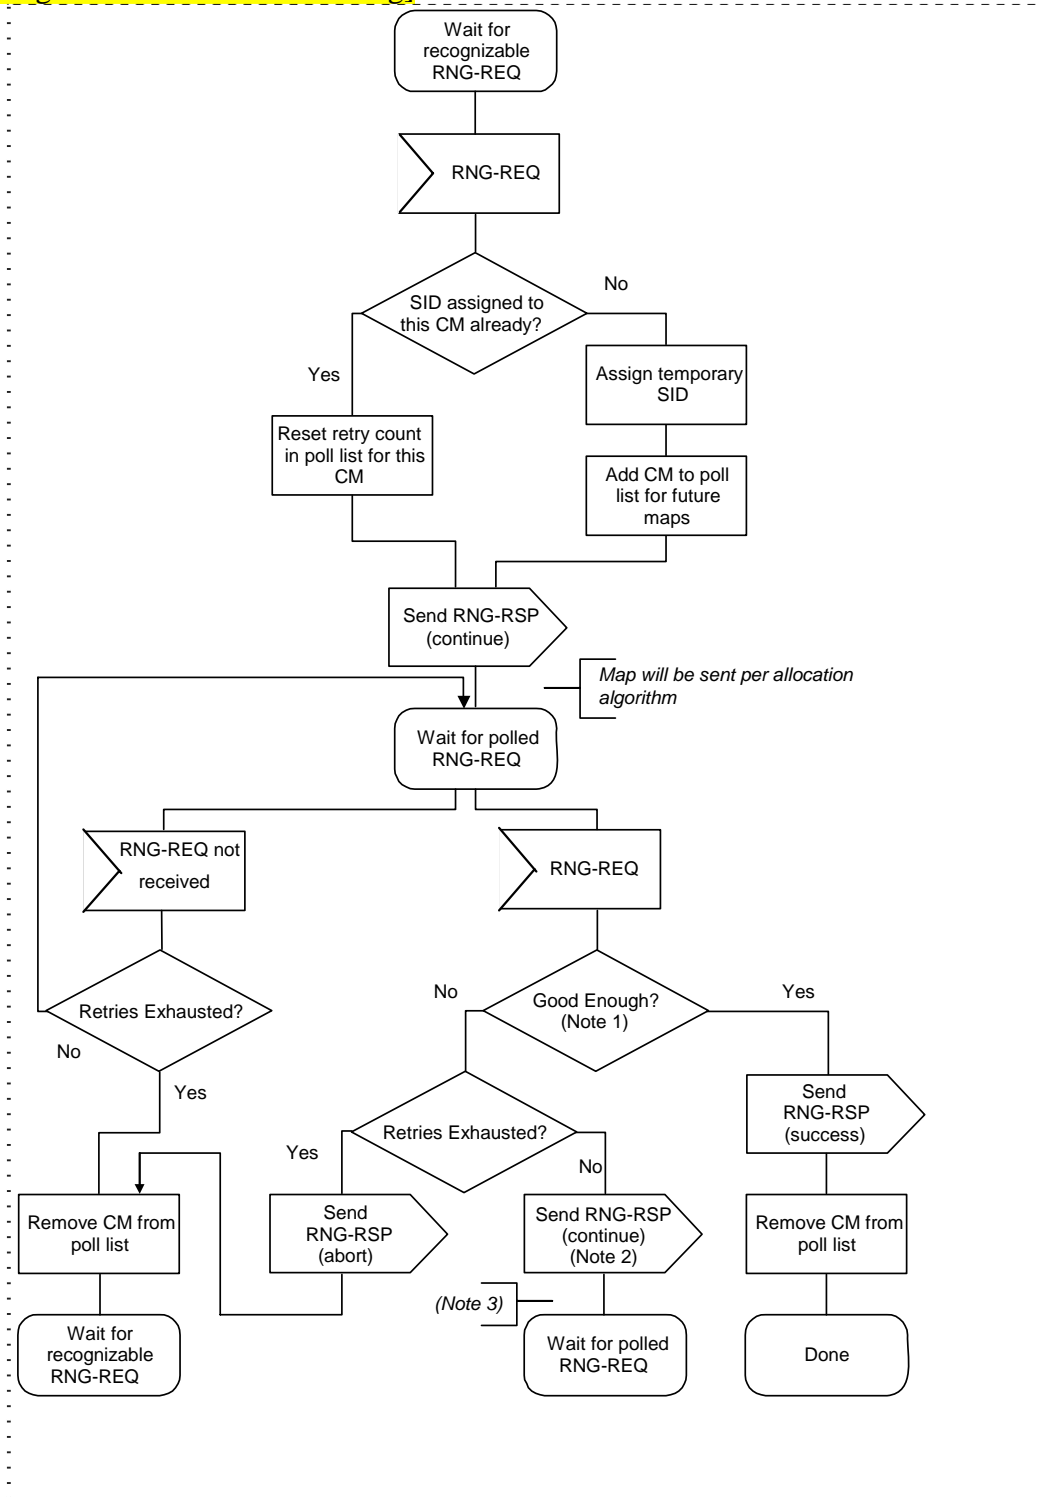 Wait for
recognizable
RNG-REQ
RNG-REQ
SID assigned to
this CM already?
No
Yes
Assign temporary
SID
Reset retry count
in poll list for this
CM
Add CM to poll
list for future
maps
Send RNG-RSP
(continue)
Map will be sent per allocation
algorithm
Wait for polled
RNG-REQ
RNG-REQ not
received
RNG-REQ
Retries Exhausted?
No
Yes
No
Good Enough?
(Note 1)
Yes
Send
RNG-RSP
(success)
Retries Exhausted?
Yes
No
Remove CM from
poll list
Send
RNG-RSP
(abort)
Send RNG-RSP
(continue)
(Note 2)
Remove CM from
poll list
(Note 3)
Wait for
recognizable
RNG-REQ
Wait for polled
RNG-REQ
Done